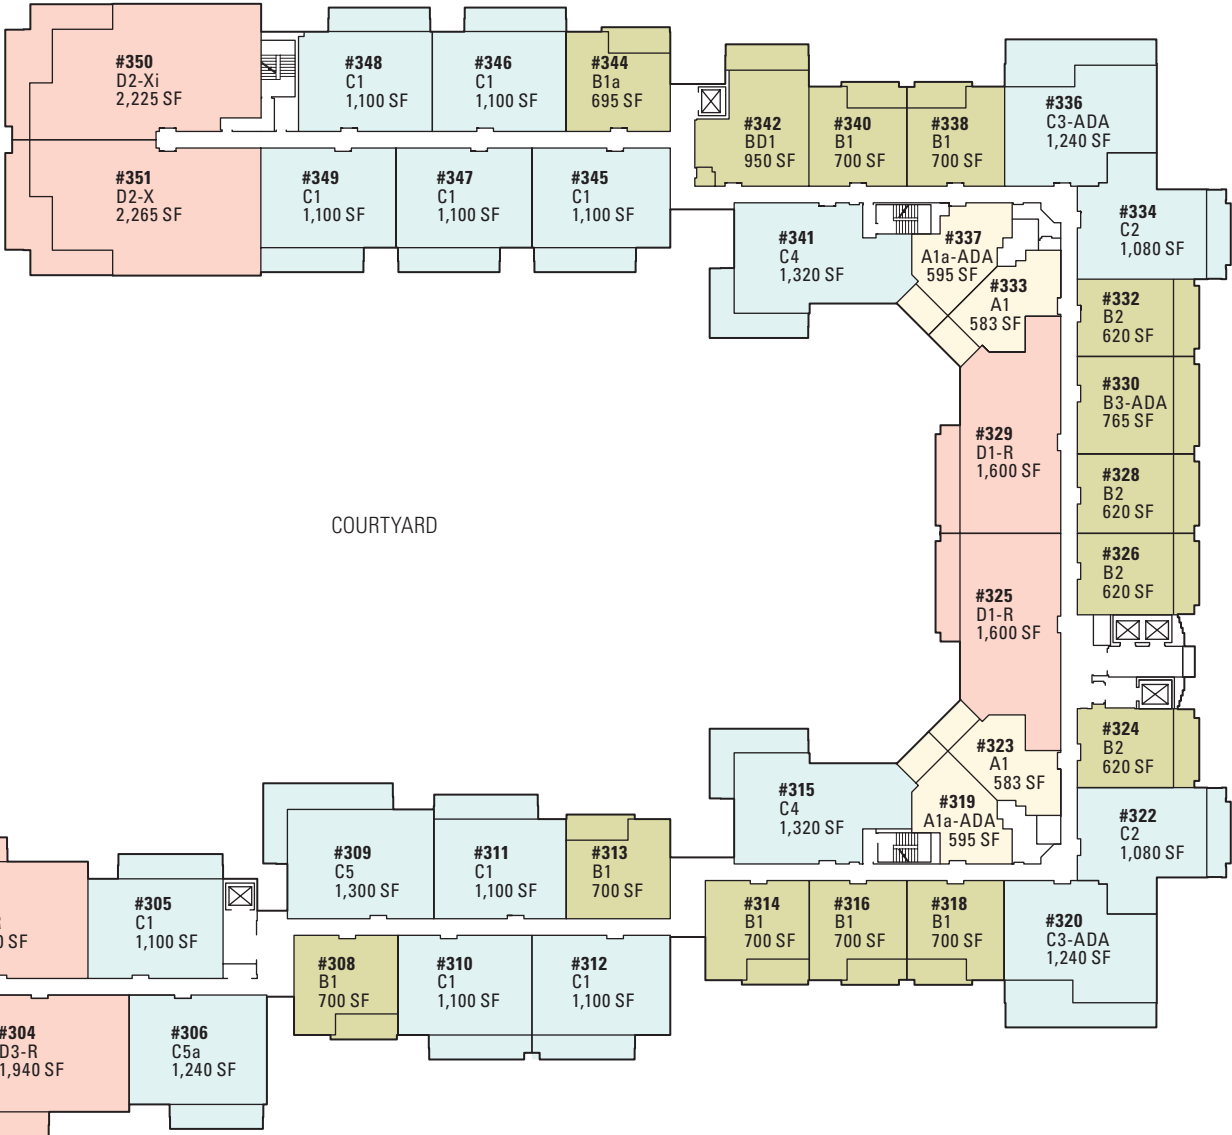 #350
D2-Xi
2,225 SF
#348
C1
1,100 SF
#346
C1
1,100 SF
#344
B1a
695 SF
#342
BD1
950 SF
#340
B1
700 SF
#338
B1
700 SF
#336
C3-ADA
1,240 SF
#351
D2-X
2,265 SF
#349
C1
1,100 SF
#347
C1
1,100 SF
#345
C1
1,100 SF
#341
C4
1,320 SF
#337
A1a-ADA
595 SF
#334
C2
1,080 SF
#333
A1
583 SF
#332
B2
620 SF
#330
B3-ADA
765 SF
#329
D1-R
1,600 SF
#328
B2
620 SF
COURTYARD
#326
B2
620 SF
#325
D1-R
1,600 SF
#324
B2
620 SF
#323
A1
583 SF
#315
C4
1,320 SF
#319
A1a-ADA
595 SF
#322
C2
1,080 SF
#309
C5
1,300 SF
#311
C1
1,100 SF
#313
B1
700 SF
#305
C1
1,100 SF
0 SF
#314
B1
700 SF
#316
B1
700 SF
#318
B1
700 SF
#320
C3-ADA
1,240 SF
#308
B1
700 SF
#310
C1
1,100 SF
#312
C1
1,100 SF
#304
D3-R
1,940 SF
#306
C5a
1,240 SF